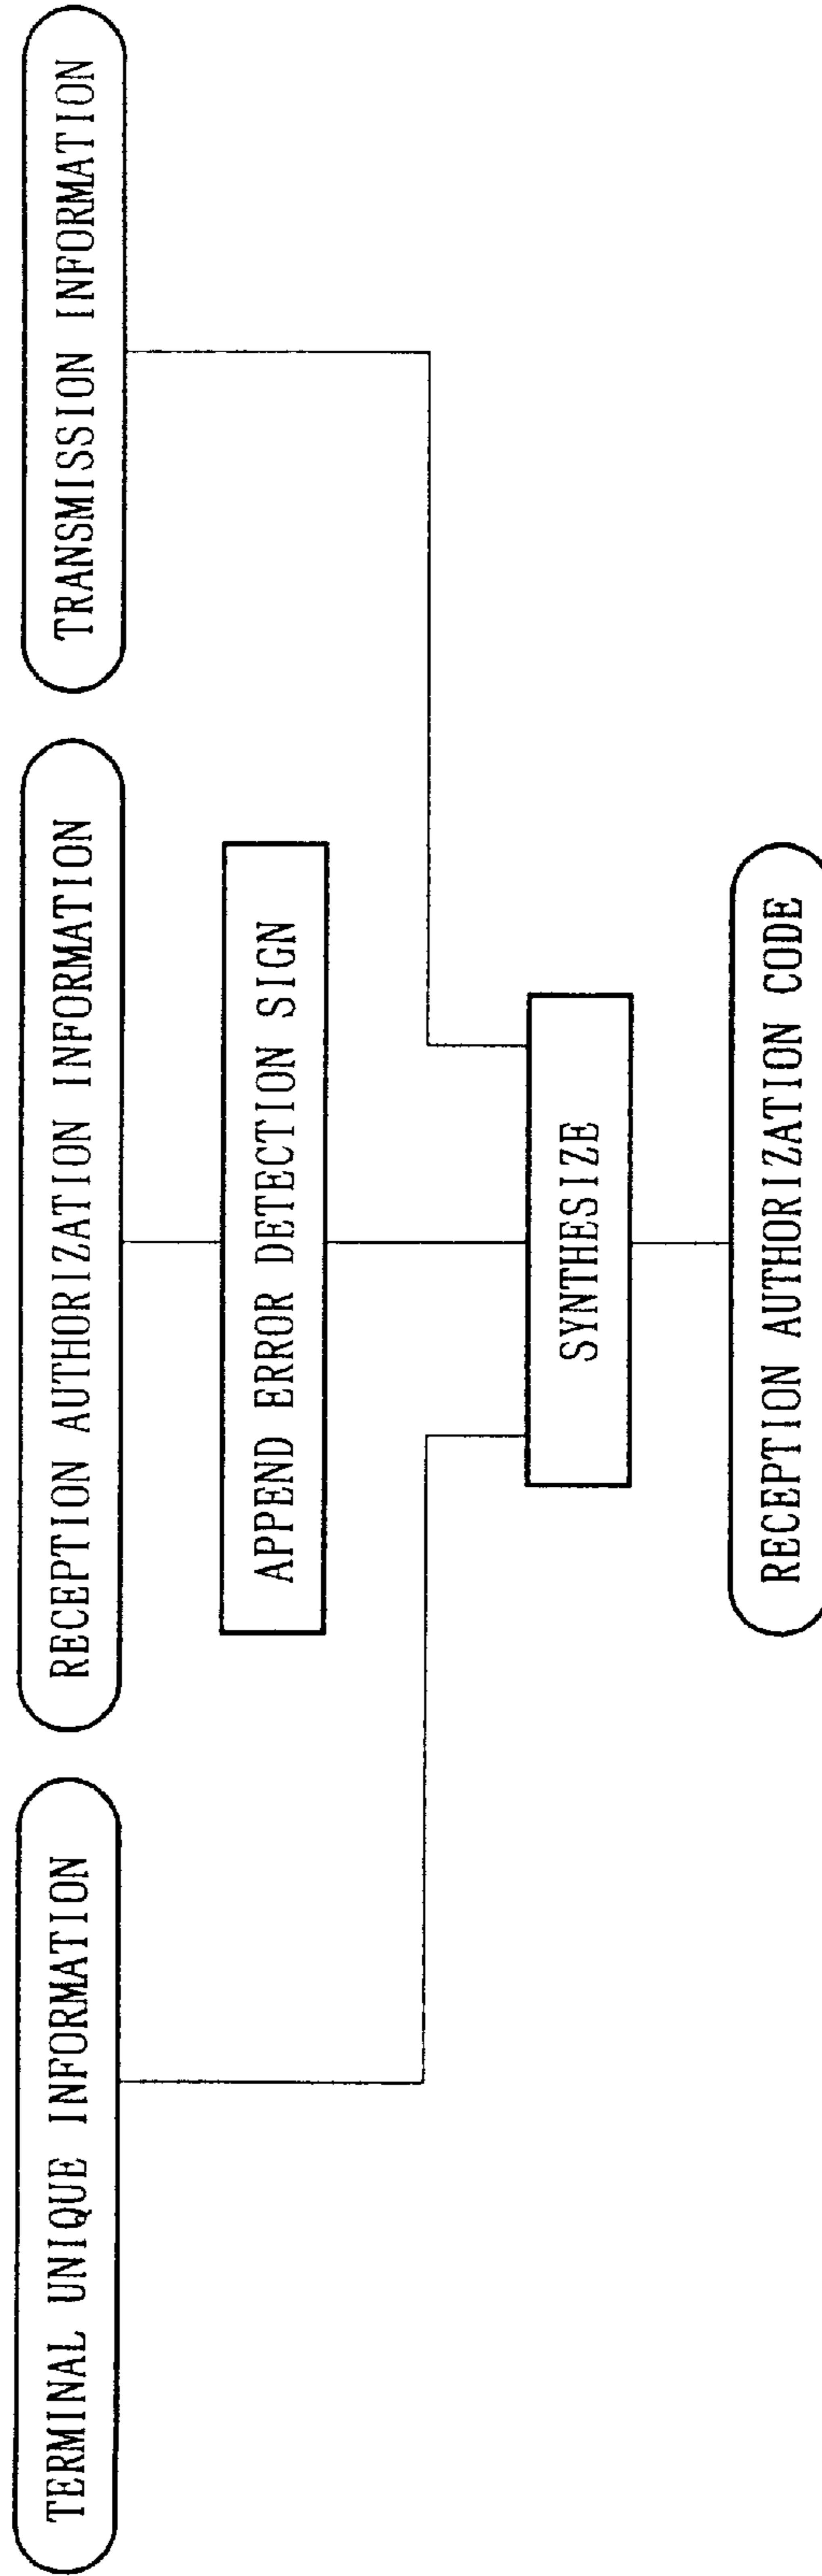 TERMINAL UNIQUE INFORMATION
RECEPTION AUTHORIZATION INFORMATION
TRANSMISSION INFORMATION
APPEND ERROR DETECTION SIGN
SYNTHESIZE
RECEPTION AUTHORIZATION CODE